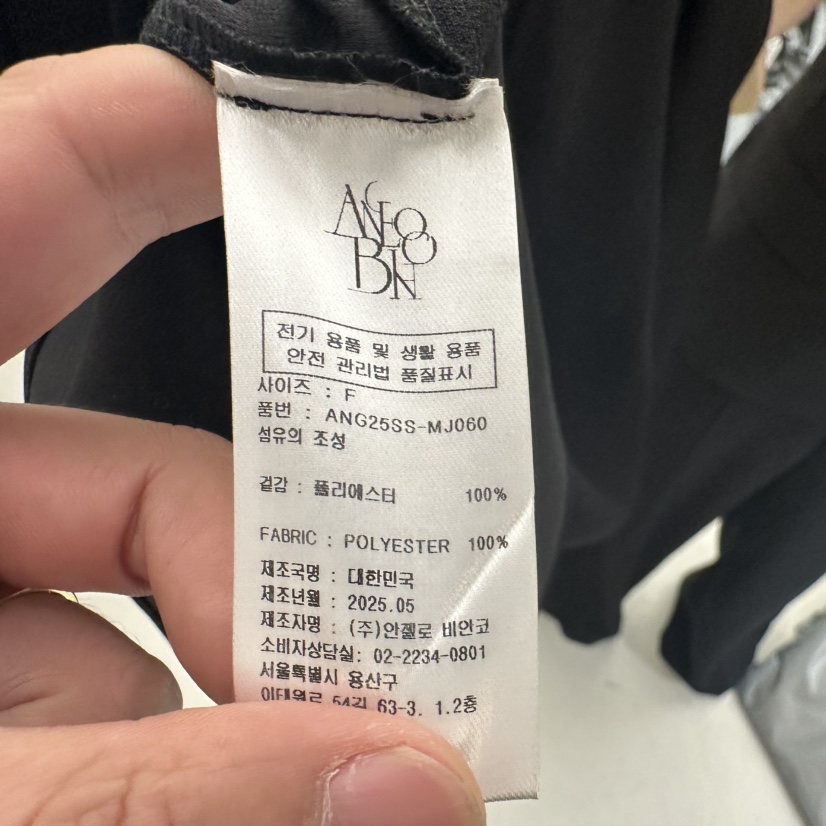 전기 용품 및 생활 용품
안전 관리법 품질표시
사이즈 : F
품번 : ANG25SS-MJ060
섬유의 조성
겉감 : 폴리에스터 100%
FABRIC : POLYESTER 100%
제조국명 : 대한민국
제조년월 : 2025.05
제조자명 : (주)안젤로 비안코
소비자상담실: 02-2234-0801
서울특별시 용산구
이태원로 54길 63-3. 1.2층